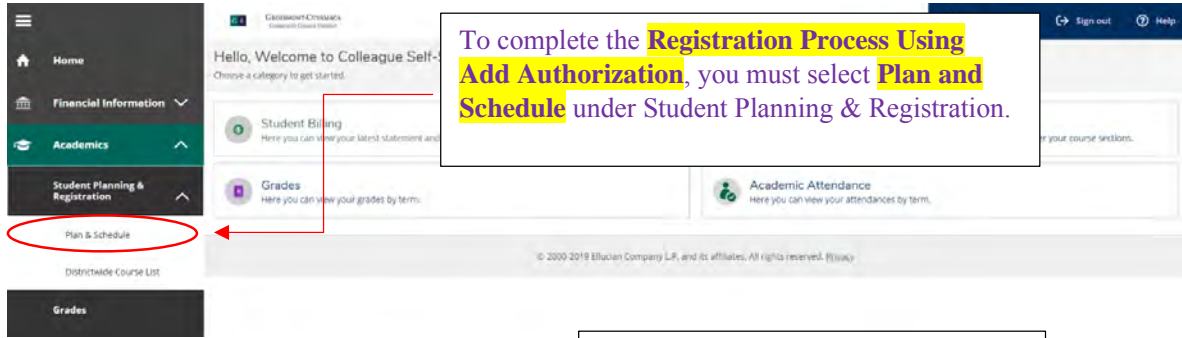 GROSSMONT-CUYAMACA
Sign out
Help
Home
Hello, Welcome to Colleague Self-
Choose a category to get started.
To complete the Registration Process Using
Add Authorization, you must select Plan and
Schedule under Student Planning & Registration.
Financial Information
Student Billing
Here you can view your latest statement and
er your course sections.
Academics
Student Planning &
Registration
Grades
Here you can view your grades by term.
Academic Attendance
Here you can view your attendances by term.
Plan & Schedule
Districtwide Course List
© 2000-2019 Ellucian Company L.P. and its affiliates. All rights reserved. Privacy
Grades